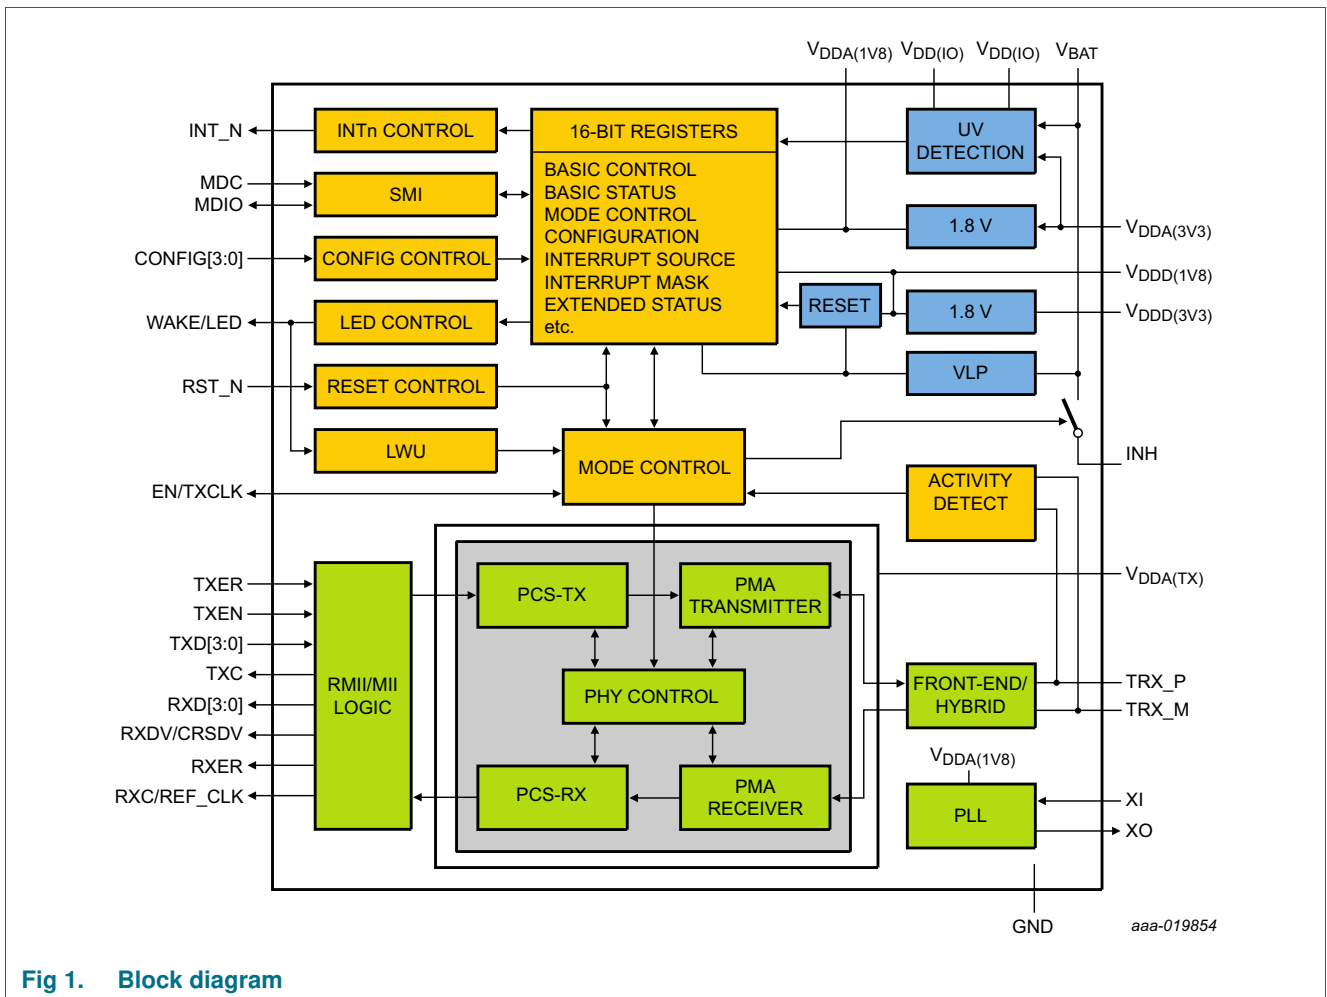 VDDA(1V8) VDD(IO) VDD(IO) VBAT
INT_N
MDC
MDIO
CONFIG[3:0]
WAKE/LED
RST_N
EN/TXCLK
TXER
TXEN
TXD[3:0]
TXC
RXD[3:0]
RXDV/CRSDV
RXER
RXC/REF_CLK
INTn CONTROL
SMI
CONFIG CONTROL
LED CONTROL
RESET CONTROL
LWU
RMII/MII
LOGIC
16-BIT REGISTERS
BASIC CONTROL
BASIC STATUS
MODE CONTROL
CONFIGURATION
INTERRUPT SOURCE
INTERRUPT MASK
EXTENDED STATUS
etc.
MODE CONTROL
PCS-TX
PMA
TRANSMITTER
PHY CONTROL
PCS-RX
PMA
RECEIVER
UV
DETECTION
1.8 V
RESET
1.8 V
VLP
ACTIVITY
DETECT
FRONT-END/
HYBRID
VDDA(1V8)
PLL
VDDA(3V3)
VDDD(1V8)
VDDD(3V3)
INH
VDDA(TX)
TRX_P
TRX_M
XI
XO
GND
aaa-019854
Fig 1. Block diagram